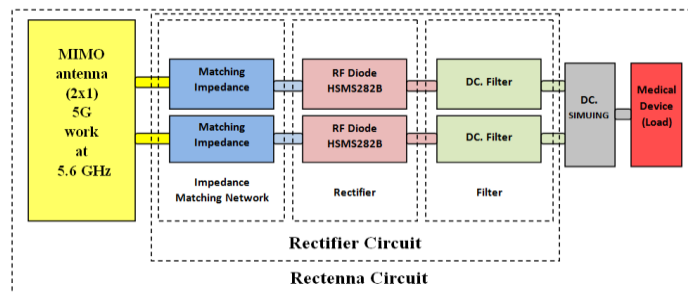 MIMO
antenna
(2x1)
5G
work
at
5.6 GHz
Matching
Impedance
RF Diode
HSMS282B
DC. Filter
Matching
Impedance
RF Diode
HSMS282B
DC. Filter
DC.
SIMUING
Medical
Device
(Load)
Impedance
Matching Network
Rectifier
Filter
Rectifier Circuit
Rectenna Circuit